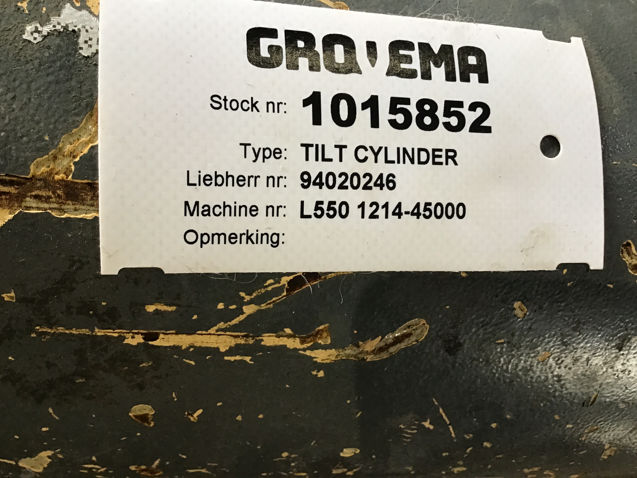 GROVEMA
Stock nr: 1015852
Type: TILT CYLINDER
Liebherr nr: 94020246
Machine nr: L550 1214-45000
Opmerking: